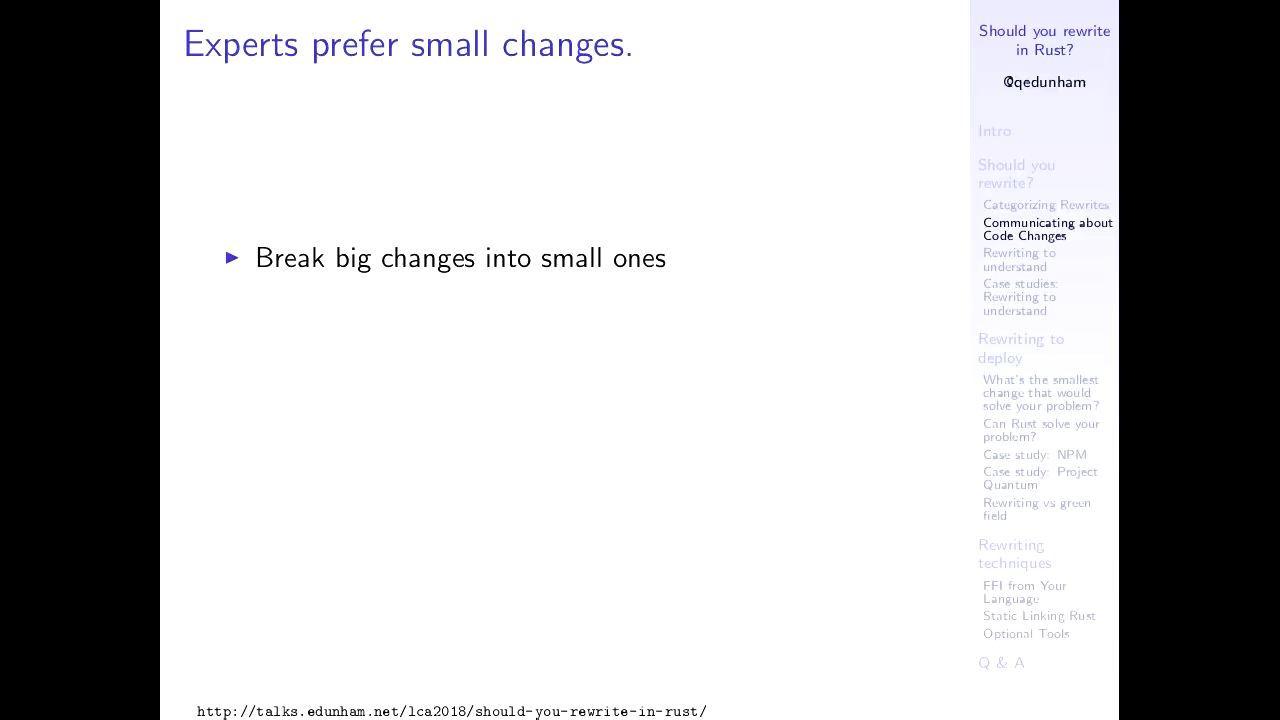 Experts prefer small changes.
▶ Break big changes into small ones
http://talks.edunham.net/lca2018/should-you-rewrite-in-rust/
Should you rewrite
in Rust?
@qedunham
Intro
Should you
rewrite?
Categorizing Rewrites
Communicating about
Code Changes
Rewriting to
understand
Case studies:
Rewriting to
understand
Rewriting to
deploy
What's the smallest
change that would
solve your problem?
Can Rust solve your
problem?
Case study: NPM
Case study: Project
Quantum
Rewriting vs green
field
Rewriting
techniques
FFI from Your
Language
Static Linking Rust
Optional Tools
Q & A